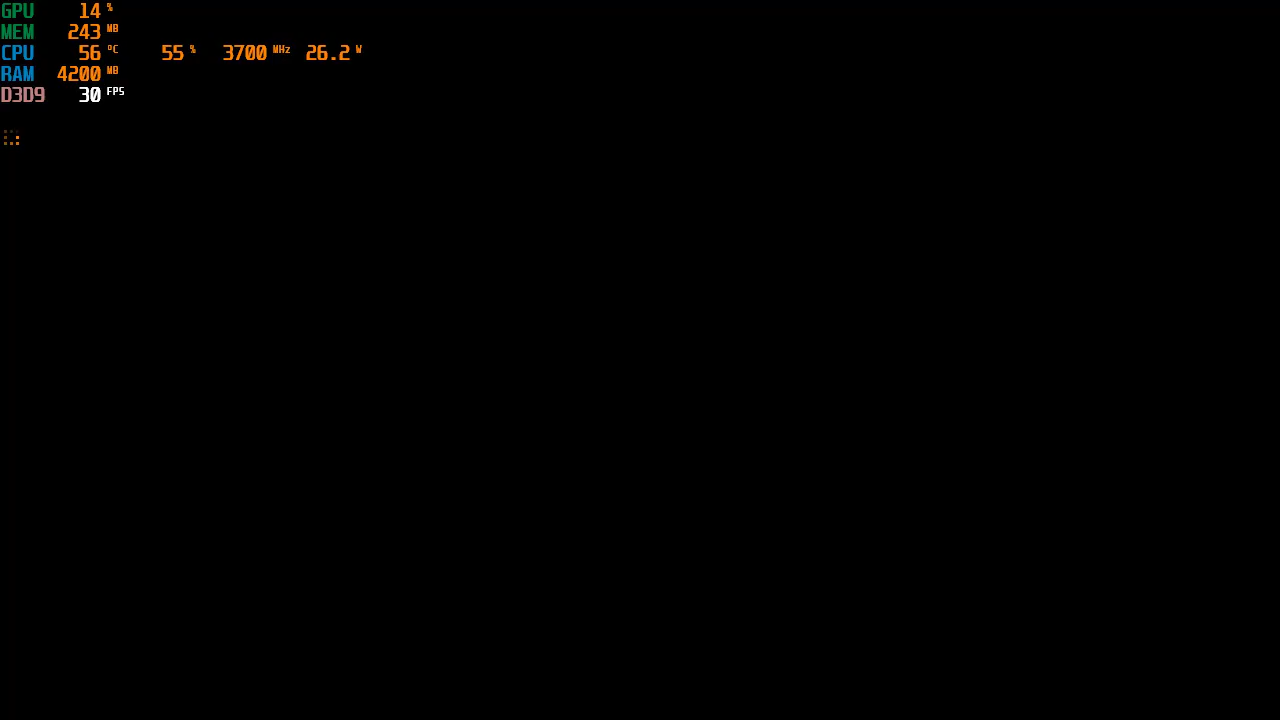 GPU 14 %
MEM 243 MB
CPU 56 °C 55 % 3700 MHz 26.2 W
RAM 4200 MB
D3D9 30 FPS